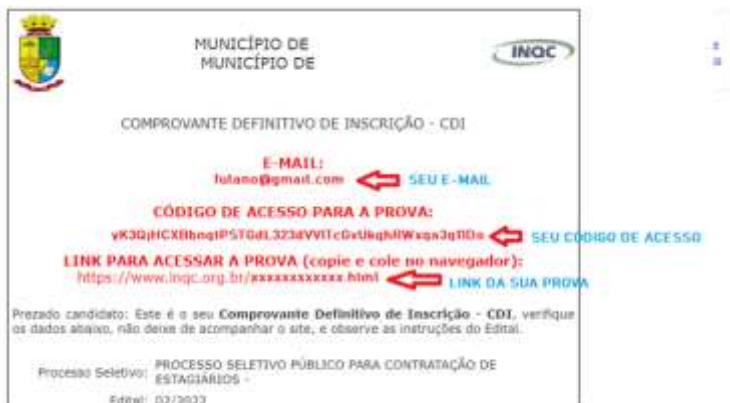 MUNICÍPIO DE
MUNICÍPIO DE
INQC
COMPROVANTE DEFINITIVO DE INSCRIÇÃO - CDI
E-MAIL:
fulano@gmail.com SEU E-MAIL
CÓDIGO DE ACESSO PARA A PROVA:
SEU CÓDIGO DE ACESSO
LINK PARA ACESSAR A PROVA (copie e cole no navegador):
https://www.inqc.org.br/xxxxxxxxxxxx.html LINK DA SUA PROVA
Prezado candidato: Este é o seu Comprovante Definitivo de Inscrição - CDI, verifique
os dados abaixo, não deixe de acompanhar o site, e observe as instruções do Edital.
Processo Seletivo: PROCESSO SELETIVO PÚBLICO PARA CONTRATAÇÃO DE
ESTAGIÁRIOS -
Edital: 02/2022